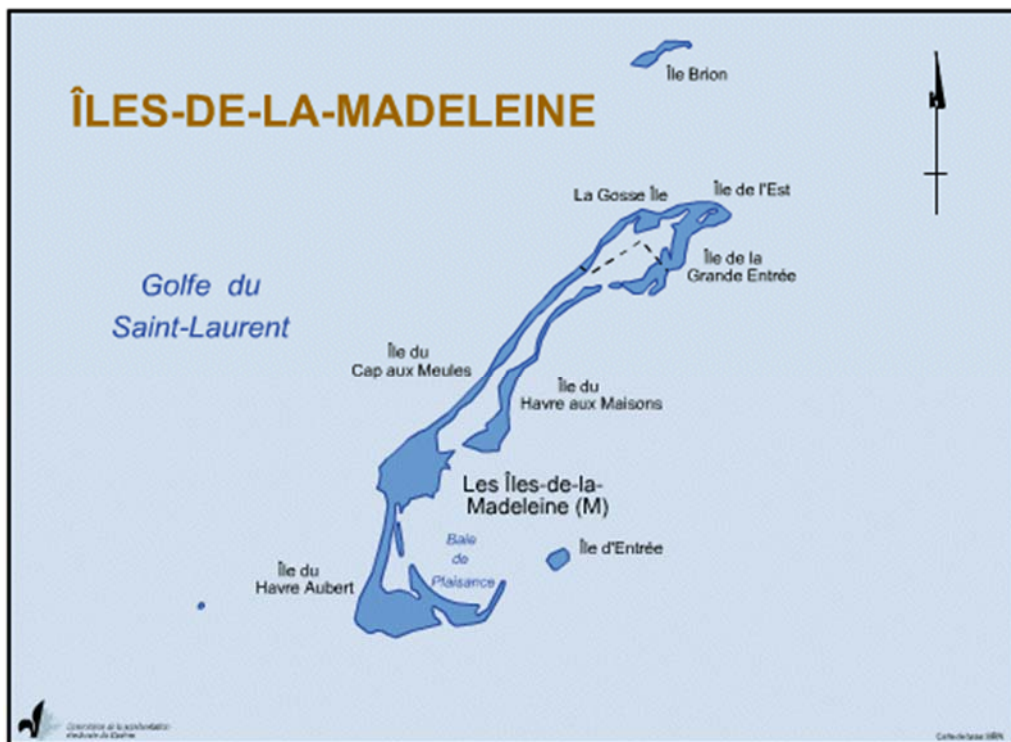 Île Brion
ÎLES-DE-LA-MADELEINE
La Gosse Île
Île de l'Est
Île de la
Grande Entrée
Golfe du
Saint-Laurent
Île du
Cap aux Meules
Île du
Havre aux Maisons
Les Îles-de-la-
Madeleine (M)
Baie
de
Plaisance
Île d'Entrée
Île du
Havre Aubert